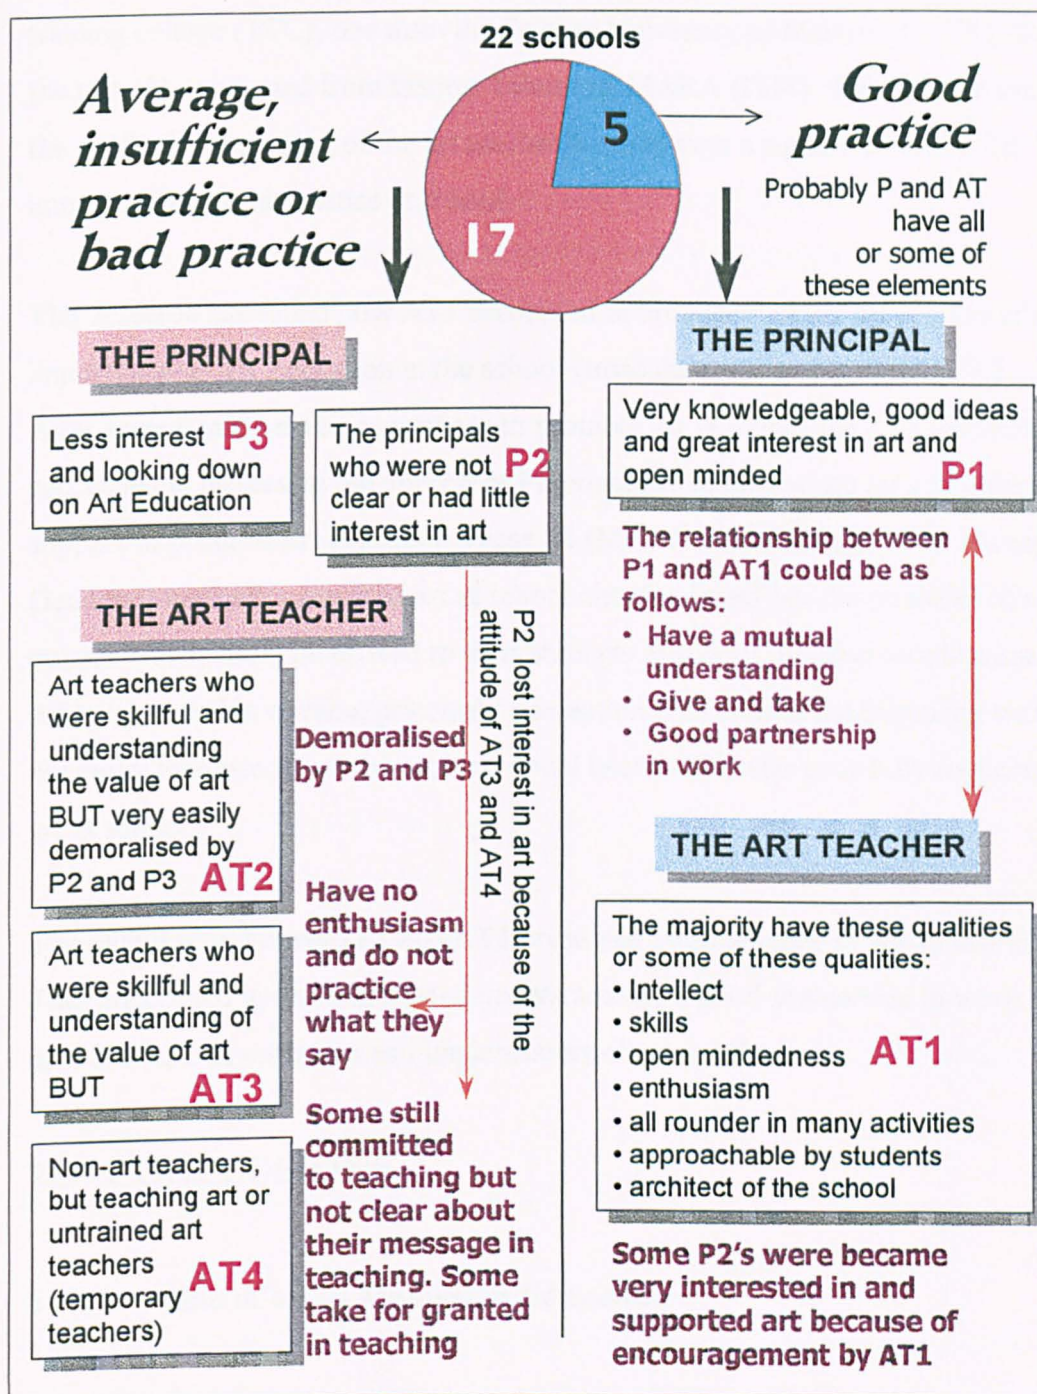 22 schools
Average,
insufficient
practice or
bad practice
5
17
Good
practice
Probably P and AT
have all
or some of
these elements
THE PRINCIPAL
Less interest P3
and looking down
on Art Education
The principals
who were not P2
clear or had little
interest in art
THE ART TEACHER
Art teachers who
were skillful and
understanding
the value of art
BUT very easily
demoralised by
P2 and P3 AT2
Demoralised
by P2 and P3
Art teachers who
were skillful and
understanding of
the value of art
BUT AT3
Have no
enthusiasm
and do not
practice
what they
say
Non-art teachers,
but teaching art or
untrained art
teachers
(temporary AT4
teachers)
Some still
committed
to teaching but
not clear about
their message in
teaching. Some
take for granted
in teaching
P2 lost interest in art because of the
attitude of AT3 and AT4
THE PRINCIPAL
Very knowledgeable, good ideas
and great interest in art and
open minded P1
The relationship between
P1 and AT1 could be as
follows:
• Have a mutual
understanding
• Give and take
• Good partnership
in work
THE ART TEACHER
The majority have these qualities
or some of these qualities:
• Intellect
• skills
• open mindedness AT1
• enthusiasm
• all rounder in many activities
• approachable by students
• architect of the school
Some P2's were became
very interested in and
supported art because of
encouragement by AT1